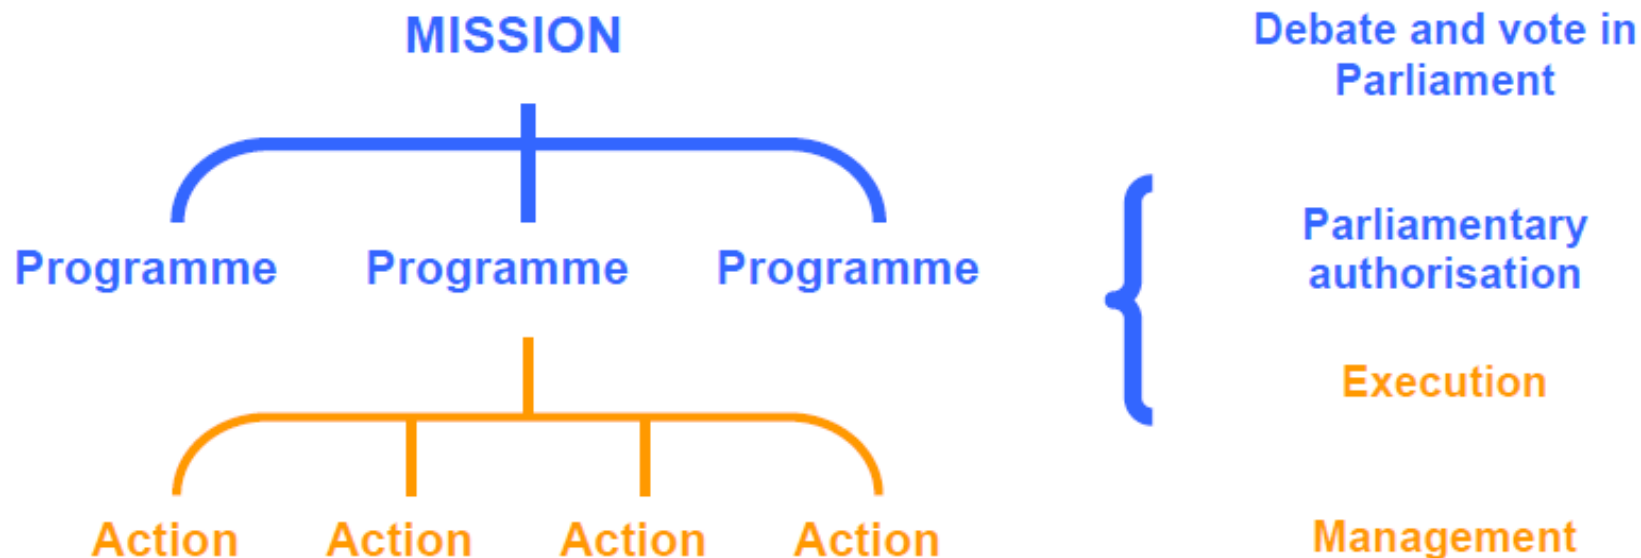 MISSION
Debate and vote in
Parliament
Programme Programme Programme
Parliamentary
authorisation
Execution
Action Action Action Action
Management